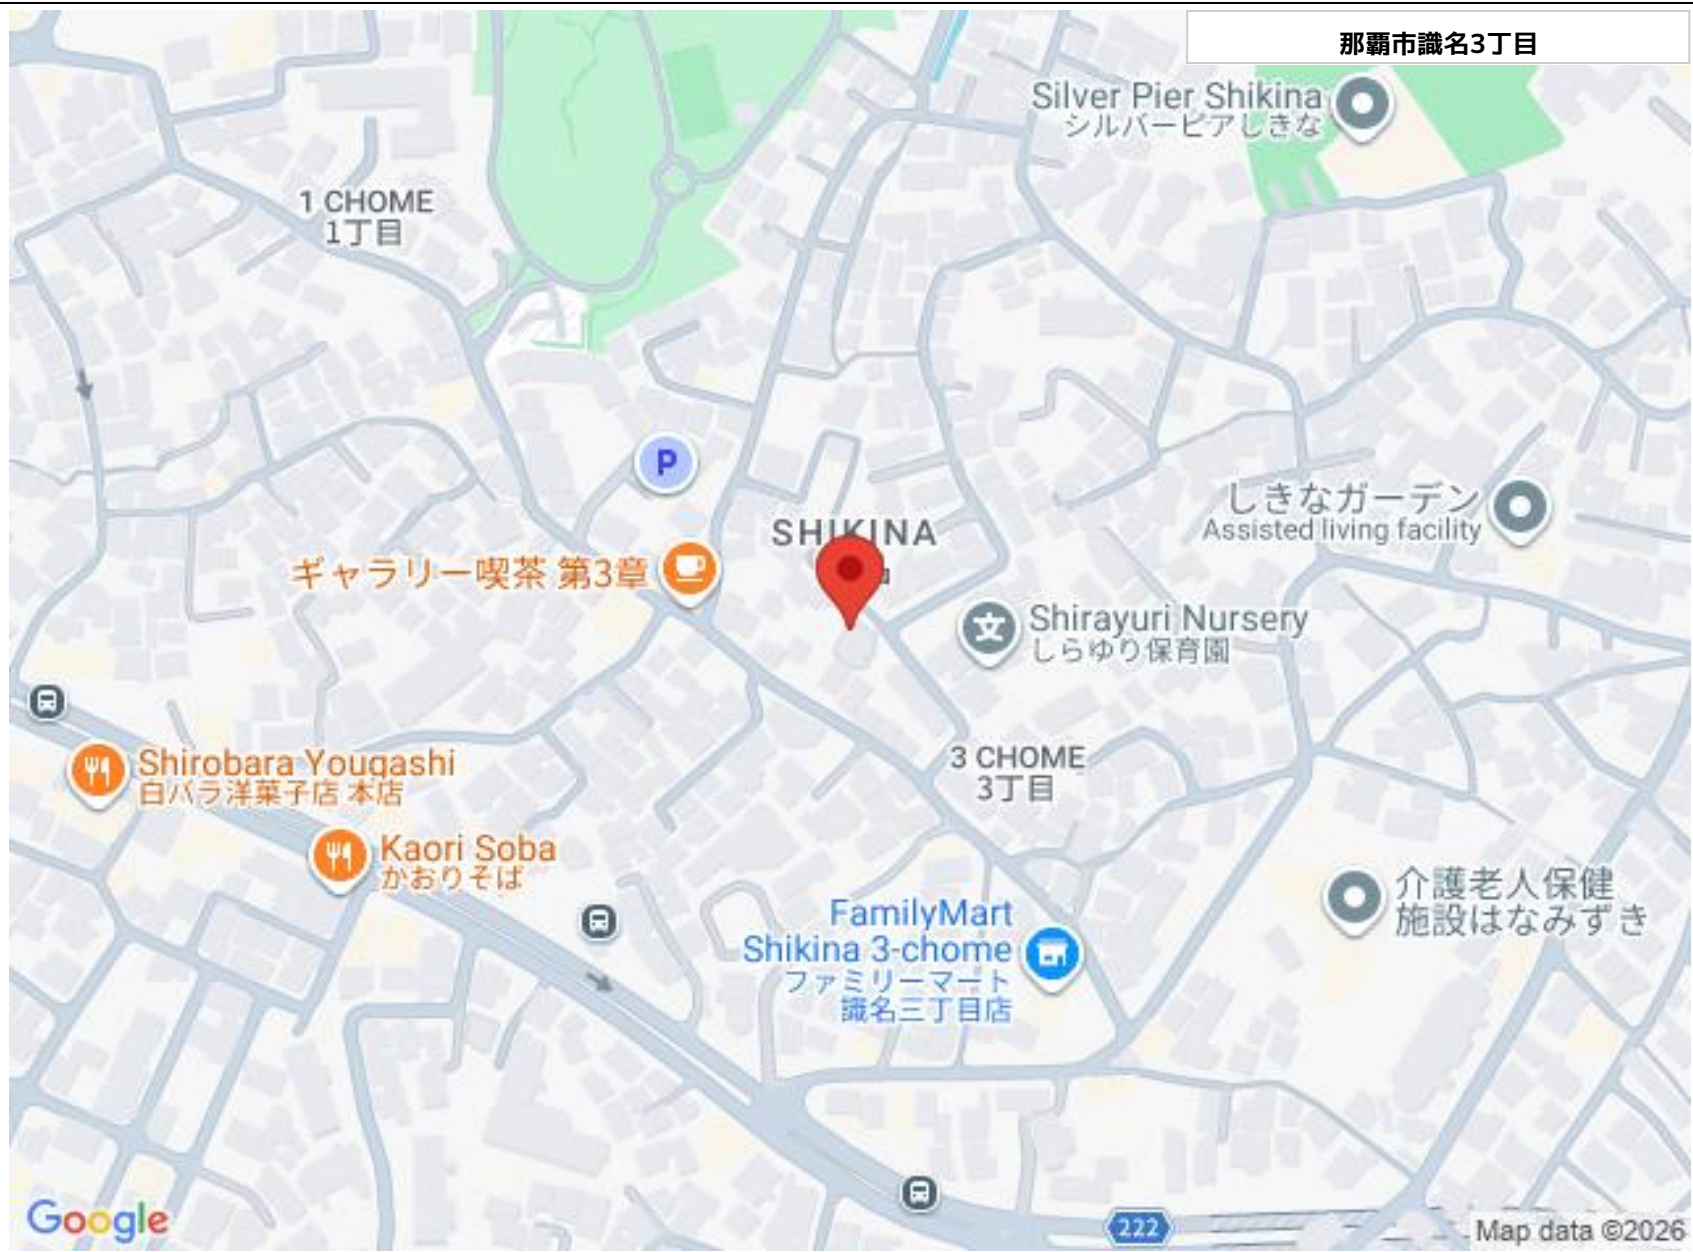 那覇市識名3丁目
Silver Pier Shikina
シルバーピアしきな
1 CHOME
1丁目
P
しきなガーデン
Assisted living facility
SHIKINA
ギャラリー喫茶 第3章
文
Shirayuri Nursery
しらゆり保育園
Shirobara Yougashi
白バラ洋菓子店 本店
3 CHOME
3丁目
Kaori Soba
かおりそば
介護老人保健
施設はなみずき
FamilyMart
Shikina 3-chome
ファミリーマート
識名三丁目店
222
Google
Map data ©2026